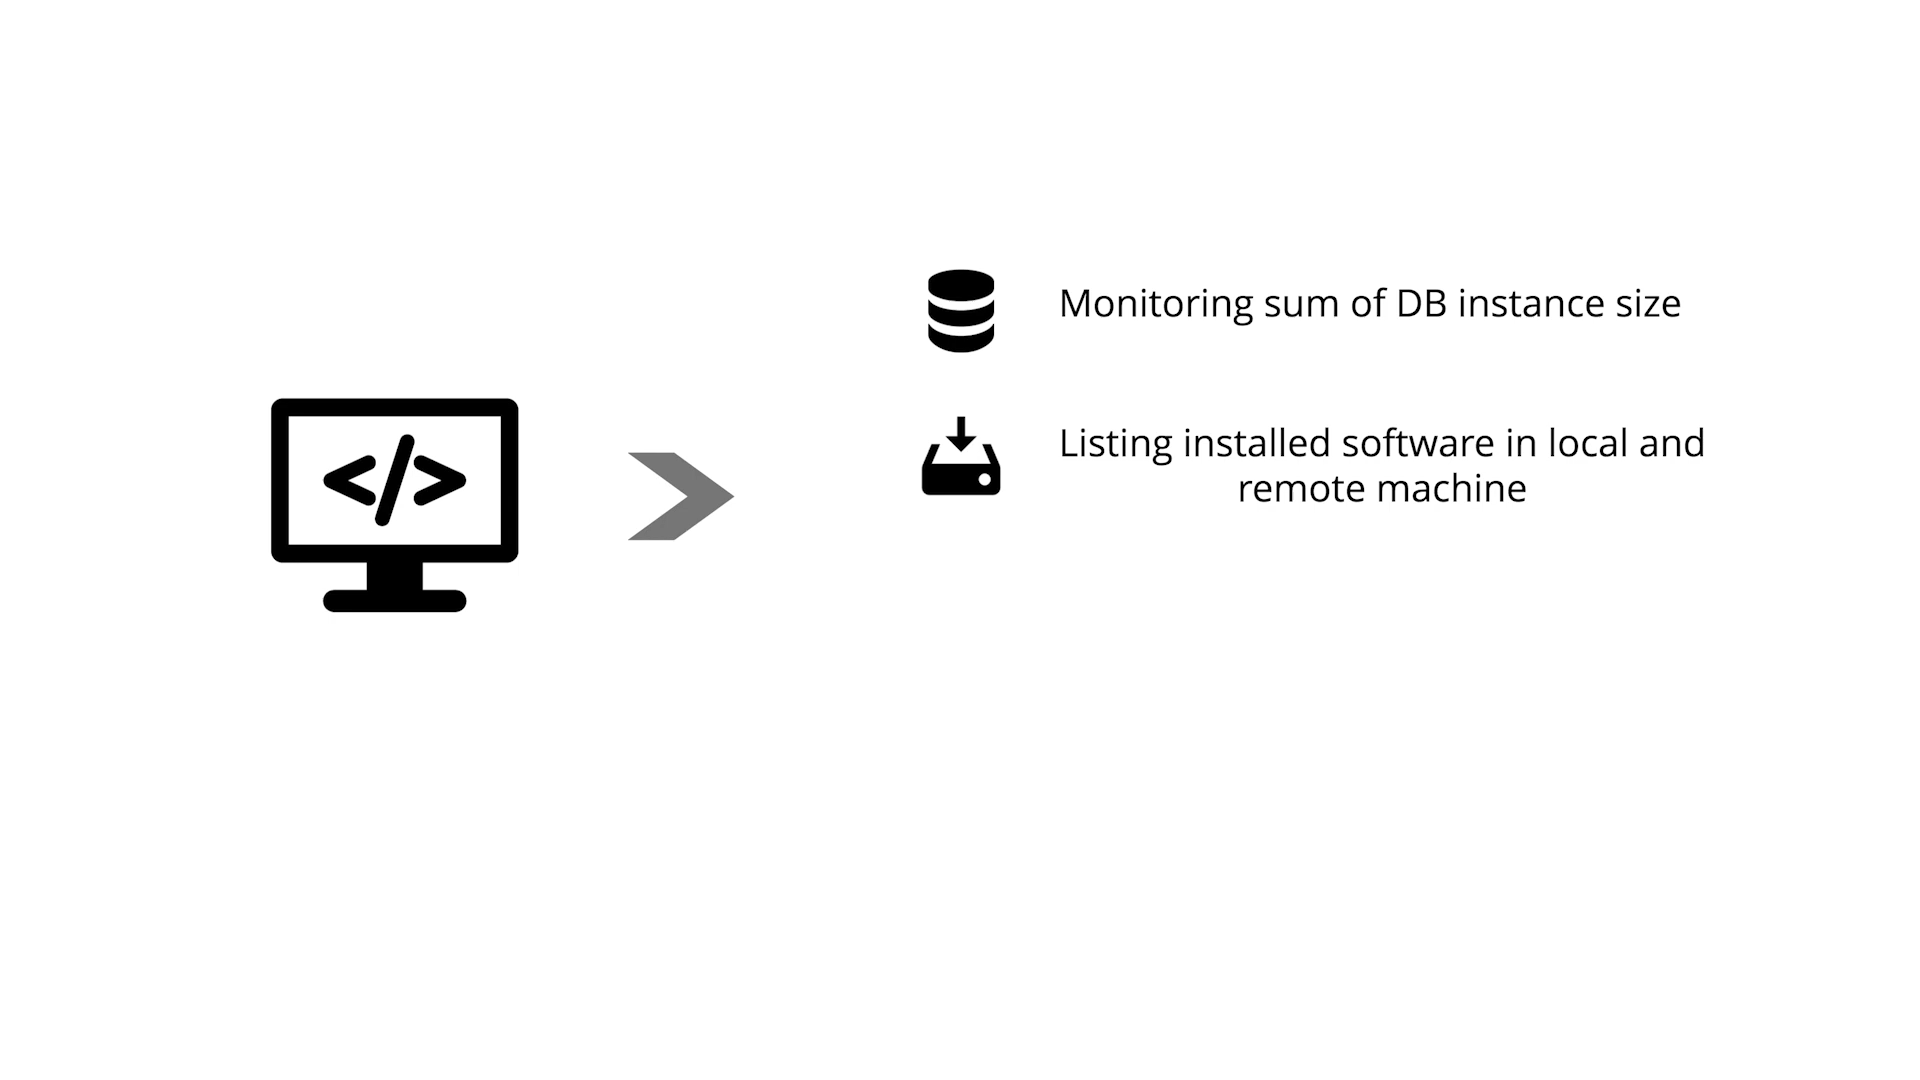 Monitoring sum of DB instance size
Listing installed software in local and
remote machine